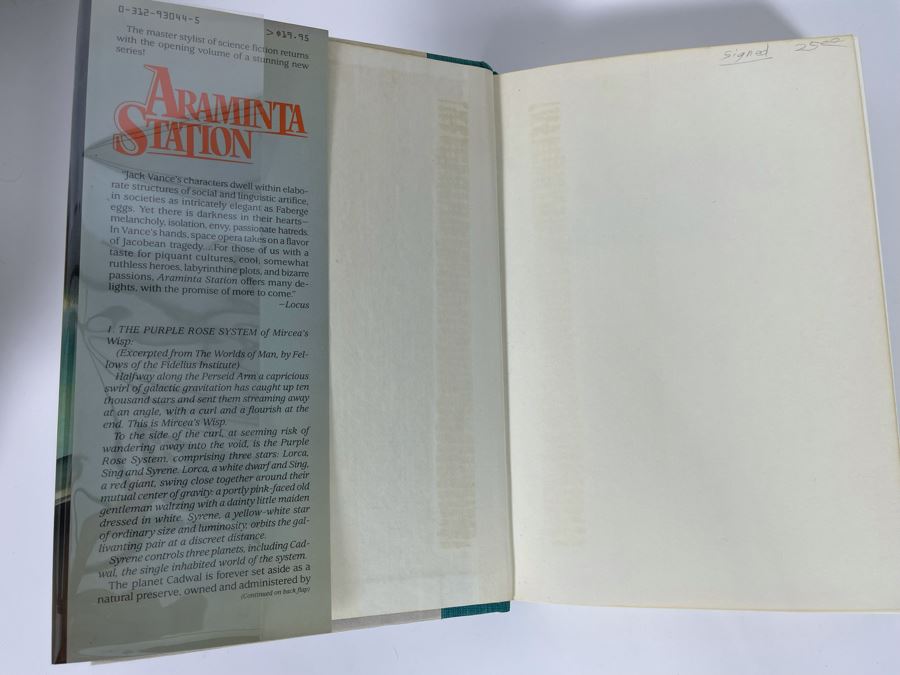 0-312-93044-5
>$19.95
The master stylist of science fiction returns
with the opening volume of a stunning new
series!
ARAMINTA
STATION
"Jack Vance's characters dwell within elabo-
rate structures of social and linguistic artifice,
in societies as intricately elegant as Faberge
eggs. Yet there is darkness in their hearts—
melancholy, isolation, envy, passionate hatreds.
In Vance's hands, space opera takes on a flavor
of Jacobean tragedy....For those of us with a
taste for piquant cultures, cool, somewhat
ruthless heroes, labyrinthine plots, and bizarre
passions, Araminta Station offers many de-
lights, with the promise of more to come."
—Locus
1. THE PURPLE ROSE SYSTEM of Mircea's
Wisp:
(Excerpted from The Worlds of Man, by Fel-
lows of the Fidelius Institute)
Halfway along the Perseid Arm a capricious
swirl of galactic gravitation has caught up ten
thousand stars and sent them streaming away
at an angle, with a curl and a flourish at the
end. This is Mircea's Wisp.
To the side of the curl, at seeming risk of
wandering away into the void, is the Purple
Rose System, comprising three stars: Lorca,
Sing and Syrene. Lorca, a white dwarf and Sing,
a red giant, swing close together around their
mutual center of gravity: a portly pink-faced old
gentleman waltzing with a dainty little maiden
dressed in white. Syrene, a yellow-white star
of ordinary size and luminosity, orbits the gal-
livanting pair at a discreet distance.
Syrene controls three planets, including Cad-
wal, the single inhabited world of the system.
The planet Cadwal is forever set aside as a
natural preserve, owned and administered by
(Continued on back flap)
signed 25.00